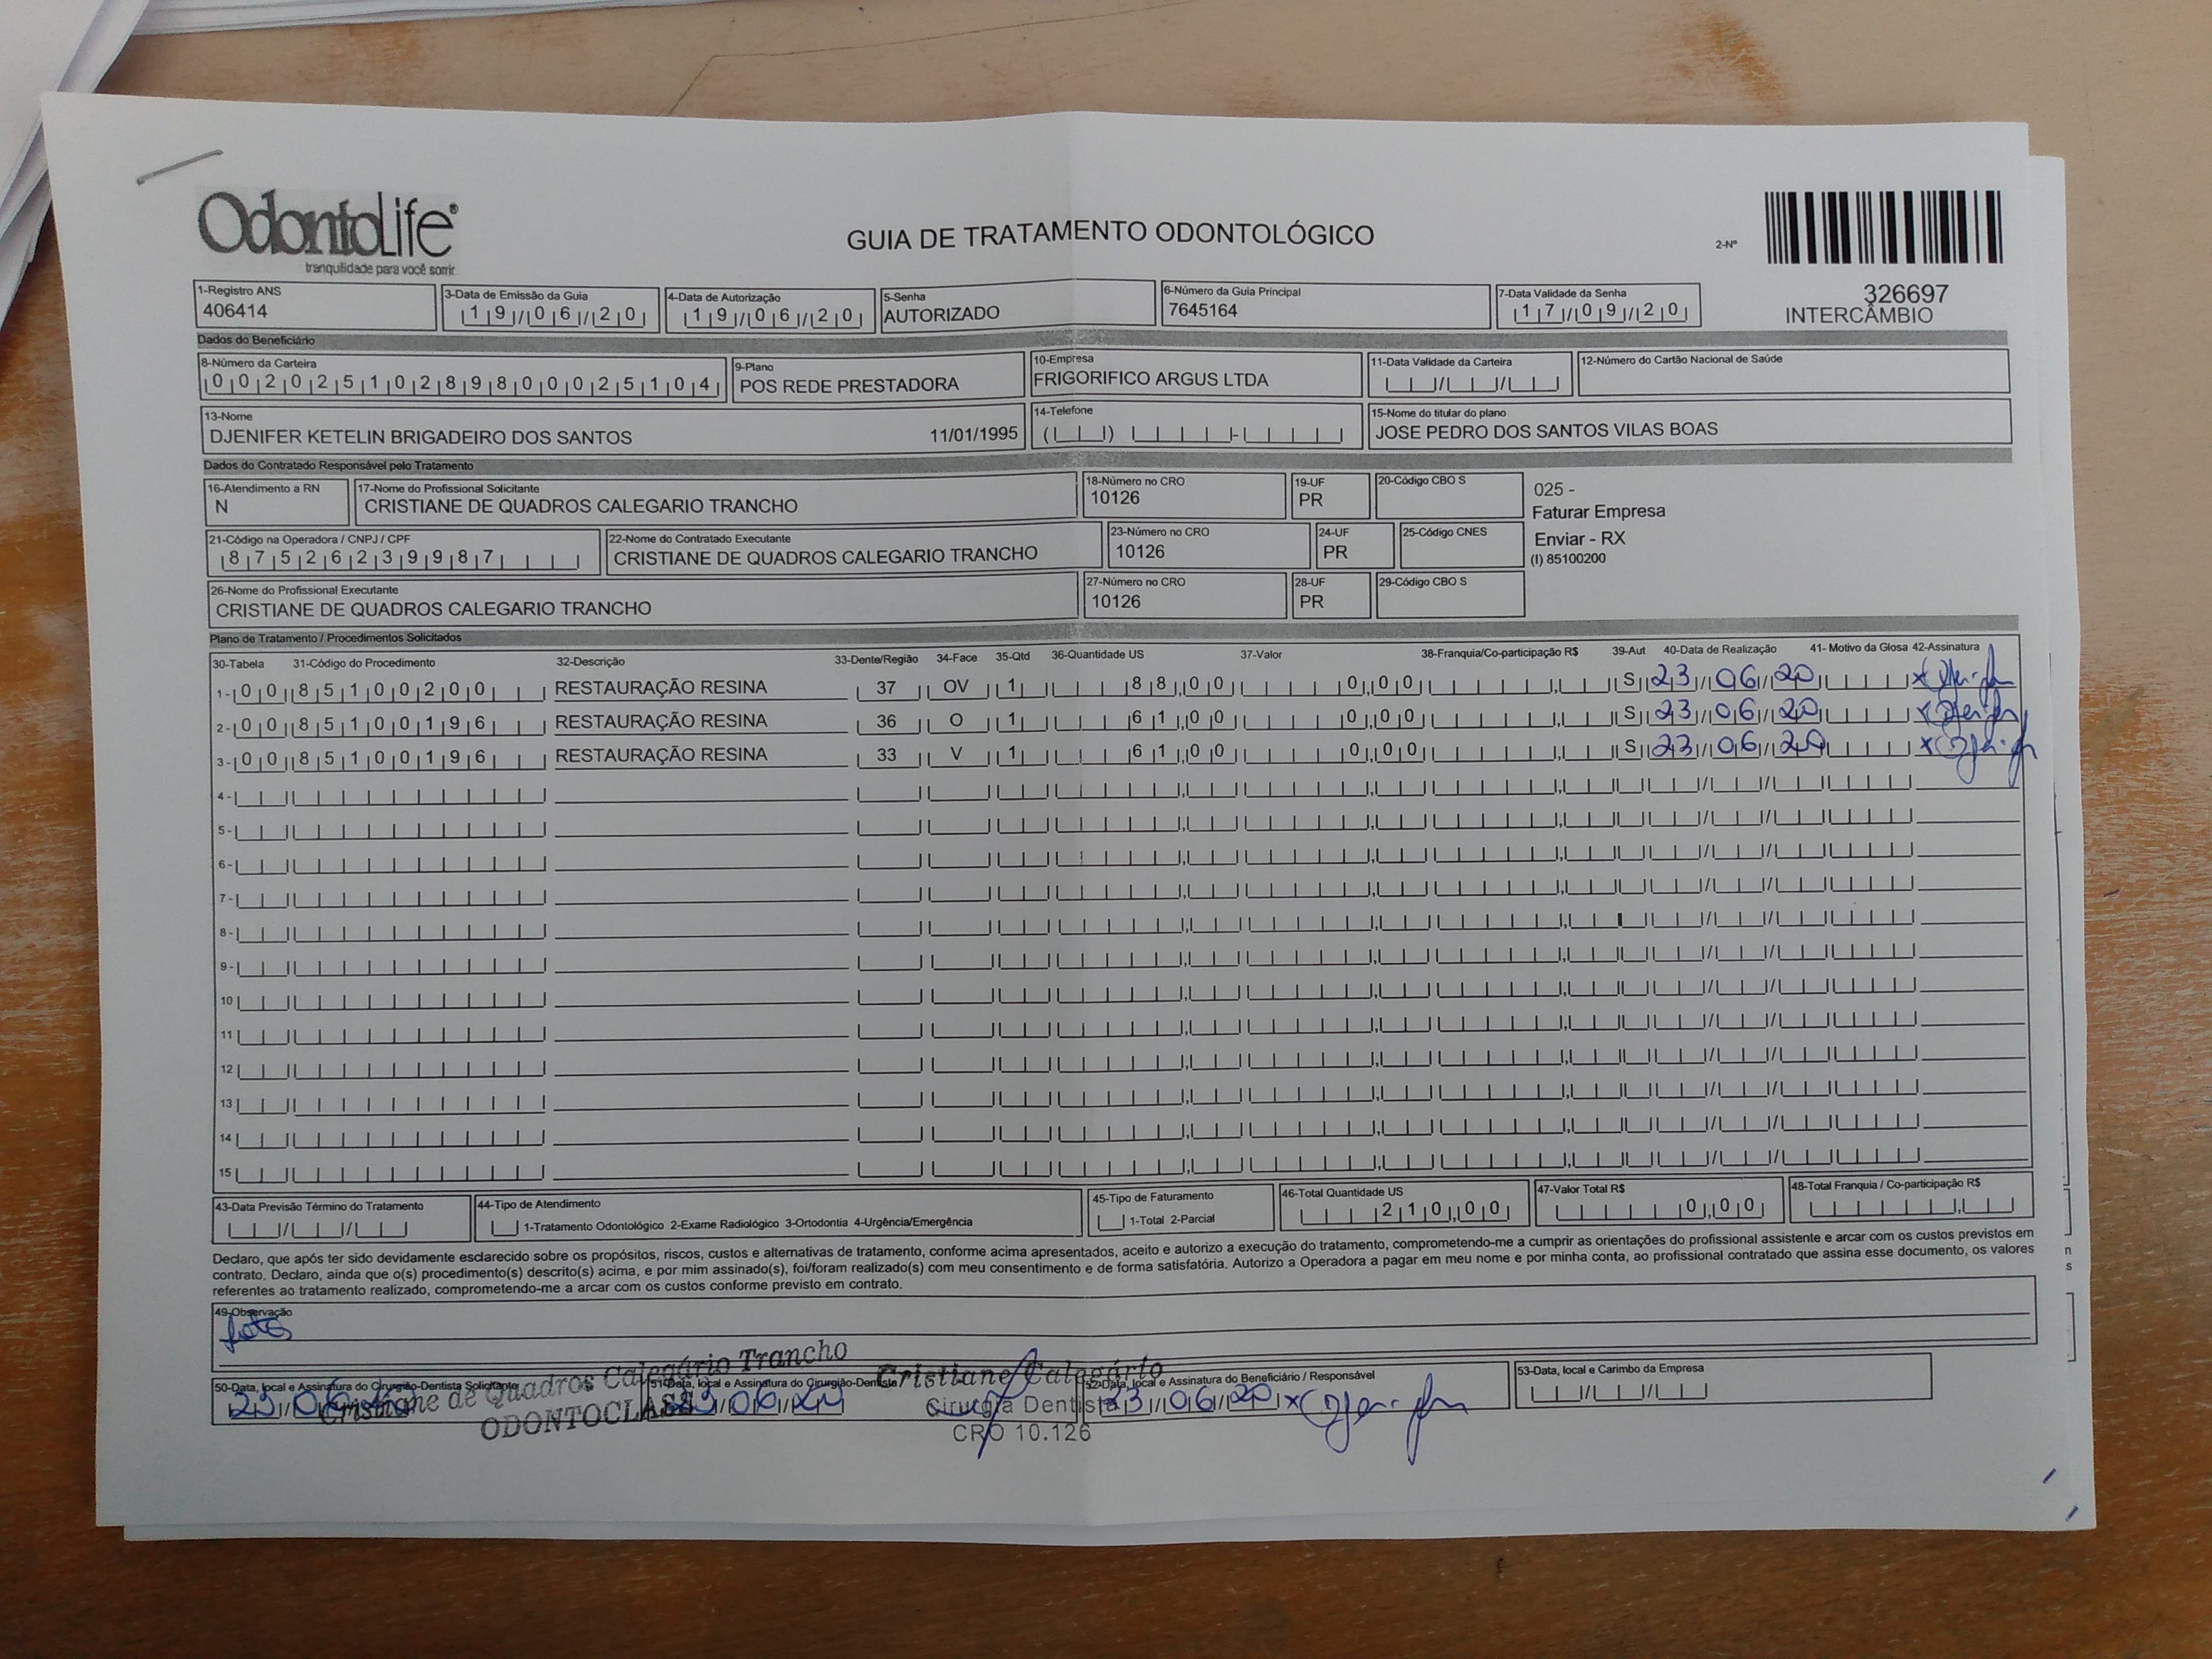 OdontoLife®
tranquilidade para você sorrir
GUIA DE TRATAMENTO ODONTOLÓGICO
2-Nº
326697
INTERCÂMBIO
1-Registro ANS
406414
3-Data de Emissão da Guia
19/06/20
4-Data de Autorização
19/06/20
5-Senha
AUTORIZADO
6-Número da Guia Principal
7645164
7-Data Validade da Senha
17/09/20
Dados do Beneficiário
8-Número da Carteira
00202510289800025104
9-Plano
POS REDE PRESTADORA
10-Empresa
FRIGORIFICO ARGUS LTDA
11-Data Validade da Carteira
12-Número do Cartão Nacional de Saúde
13-Nome
DJENIFER KETELIN BRIGADEIRO DOS SANTOS 11/01/1995
14-Telefone
15-Nome do titular do plano
JOSE PEDRO DOS SANTOS VILAS BOAS
Dados do Contratado Responsável pelo Tratamento
16-Atendimento a RN
N
17-Nome do Profissional Solicitante
CRISTIANE DE QUADROS CALEGARIO TRANCHO
18-Número no CRO
10126
19-UF
PR
20-Código CBO S
025 -
Faturar Empresa
Enviar - RX
(I) 85100200
21-Código na Operadora / CNPJ / CPF
87526239987
22-Nome do Contratado Executante
CRISTIANE DE QUADROS CALEGARIO TRANCHO
23-Número no CRO
10126
24-UF
PR
25-Código CNES
26-Nome do Profissional Executante
CRISTIANE DE QUADROS CALEGARIO TRANCHO
27-Número no CRO
10126
28-UF
PR
29-Código CBO S
Plano de Tratamento / Procedimentos Solicitados
30-Tabela 31-Código do Procedimento 32-Descrição 33-Dente/Região 34-Face 35-Qtd 36-Quantidade US 37-Valor 38-Franquia/Co-participação R$ 39-Aut 40-Data de Realização 41- Motivo da Glosa 42-Assinatura
1- 00 85100200 RESTAURAÇÃO RESINA 37 OV 1 88,00 0,00 S 23/06/20
2- 00 85100196 RESTAURAÇÃO RESINA 36 O 1 61,00 0,00 S 23/06/20
3- 00 85100196 RESTAURAÇÃO RESINA 33 V 1 61,00 0,00 S 23/06/20
4-
5-
6-
7-
8-
9-
10
11
12
13
14
15
43-Data Previsão Término do Tratamento
44-Tipo de Atendimento
1-Tratamento Odontológico 2-Exame Radiológico 3-Ortodontia 4-Urgência/Emergência
45-Tipo de Faturamento
1-Total 2-Parcial
46-Total Quantidade US
210,00
47-Valor Total R$
0,00
48-Total Franquia / Co-participação R$
Declaro, que após ter sido devidamente esclarecido sobre os propósitos, riscos, custos e alternativas de tratamento, conforme acima apresentados, aceito e autorizo a execução do tratamento, comprometendo-me a cumprir as orientações do profissional assistente e arcar com os custos previstos em
contrato. Declaro, ainda que o(s) procedimento(s) descrito(s) acima, e por mim assinado(s), foi/foram realizado(s) com meu consentimento e de forma satisfatória. Autorizo a Operadora a pagar em meu nome e por minha conta, ao profissional contratado que assina esse documento, os valores
referentes ao tratamento realizado, comprometendo-me a arcar com os custos conforme previsto em contrato.
49-Observação
fotos
50-Data, local e Assinatura do Cirurgião-Dentista Solicitante
23/06/20
Cristiane de Quadros Calegário Trancho
ODONTOCLASS
51-Data, local e Assinatura do Cirurgião-Dentista
23/06/20
Cristiane Calegário
Cirurgiã Dentista
CRO 10.126
52-Data, local e Assinatura do Beneficiário / Responsável
23/06/20
53-Data, local e Carimbo da Empresa